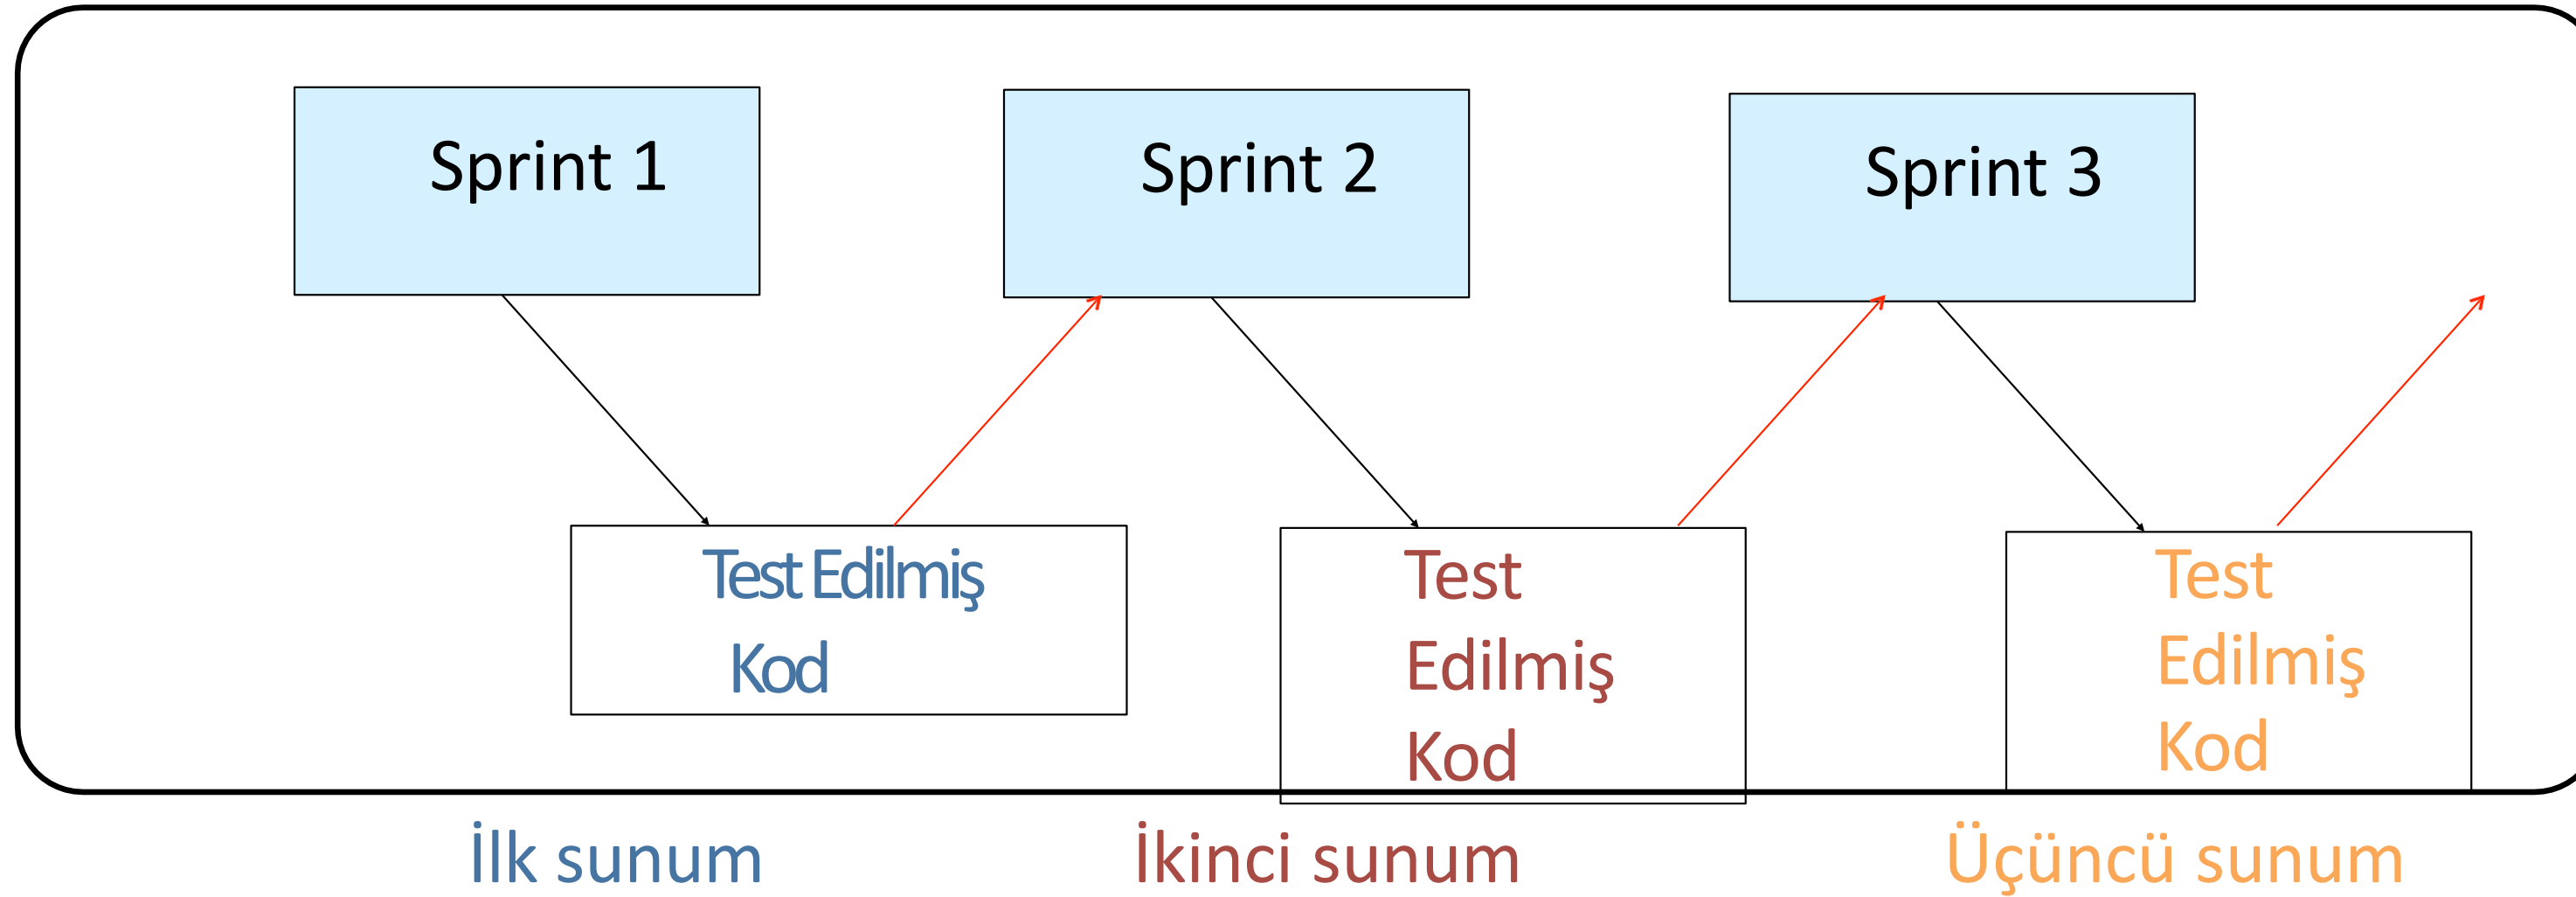 Sprint 1
Sprint 2
Sprint 3
Test Edilmiş
Kod
Test
Edilmiş
Kod
Test
Edilmiş
Kod
İlk sunum
İkinci sunum
Üçüncü sunum